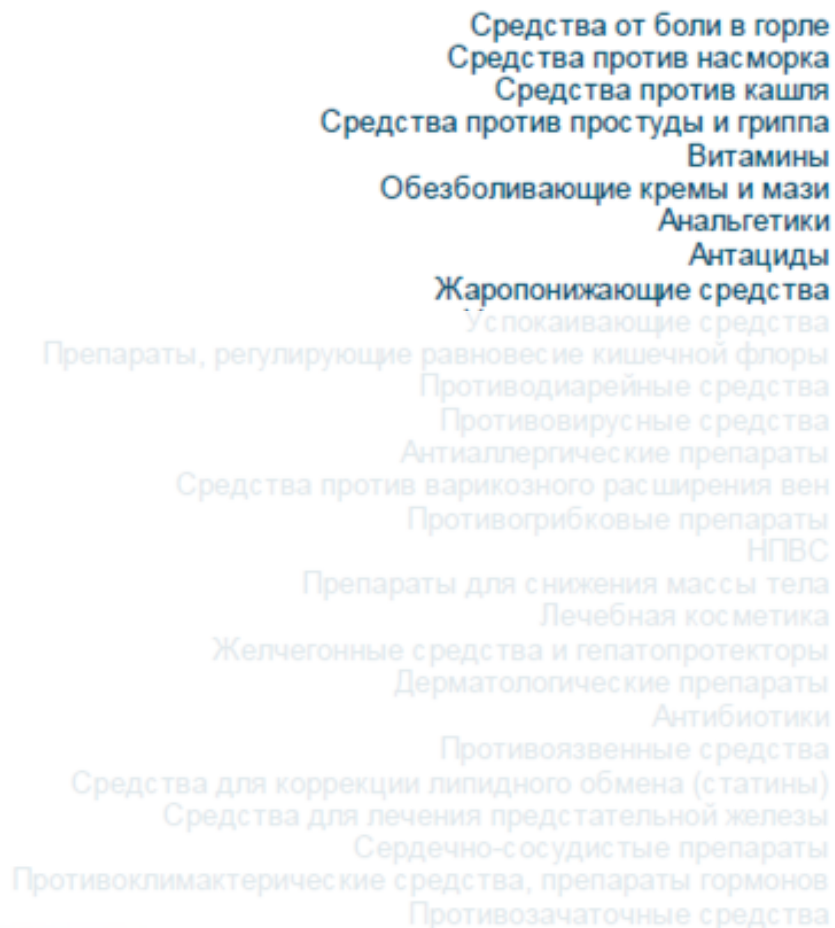 Средства от боли в горле
Средства против насморка
Средства против кашля
Средства против простуды и гриппа
Витамины
Обезболивающие кремы и мази
Анальгетики
Антациды
Жаропонижающие средства
Успокаивающие средства
Препараты, регулирующие равновесие кишечной флоры
Противодиарейные средства
Противовирусные средства
Антиаллергические препараты
Средства против варикозного расширения вен
Противогрибковые препараты
НПВС
Препараты для снижения массы тела
Лечебная косметика
Желчегонные средства и гепатопротекторы
Дерматологические препараты
Антибиотики
Противоязвенные средства
Средства для коррекции липидного обмена (статины)
Средства для лечения предстательной железы
Сердечно-сосудистые препараты
Противоклимактерические средства, препараты гормонов
Противозачаточные средства